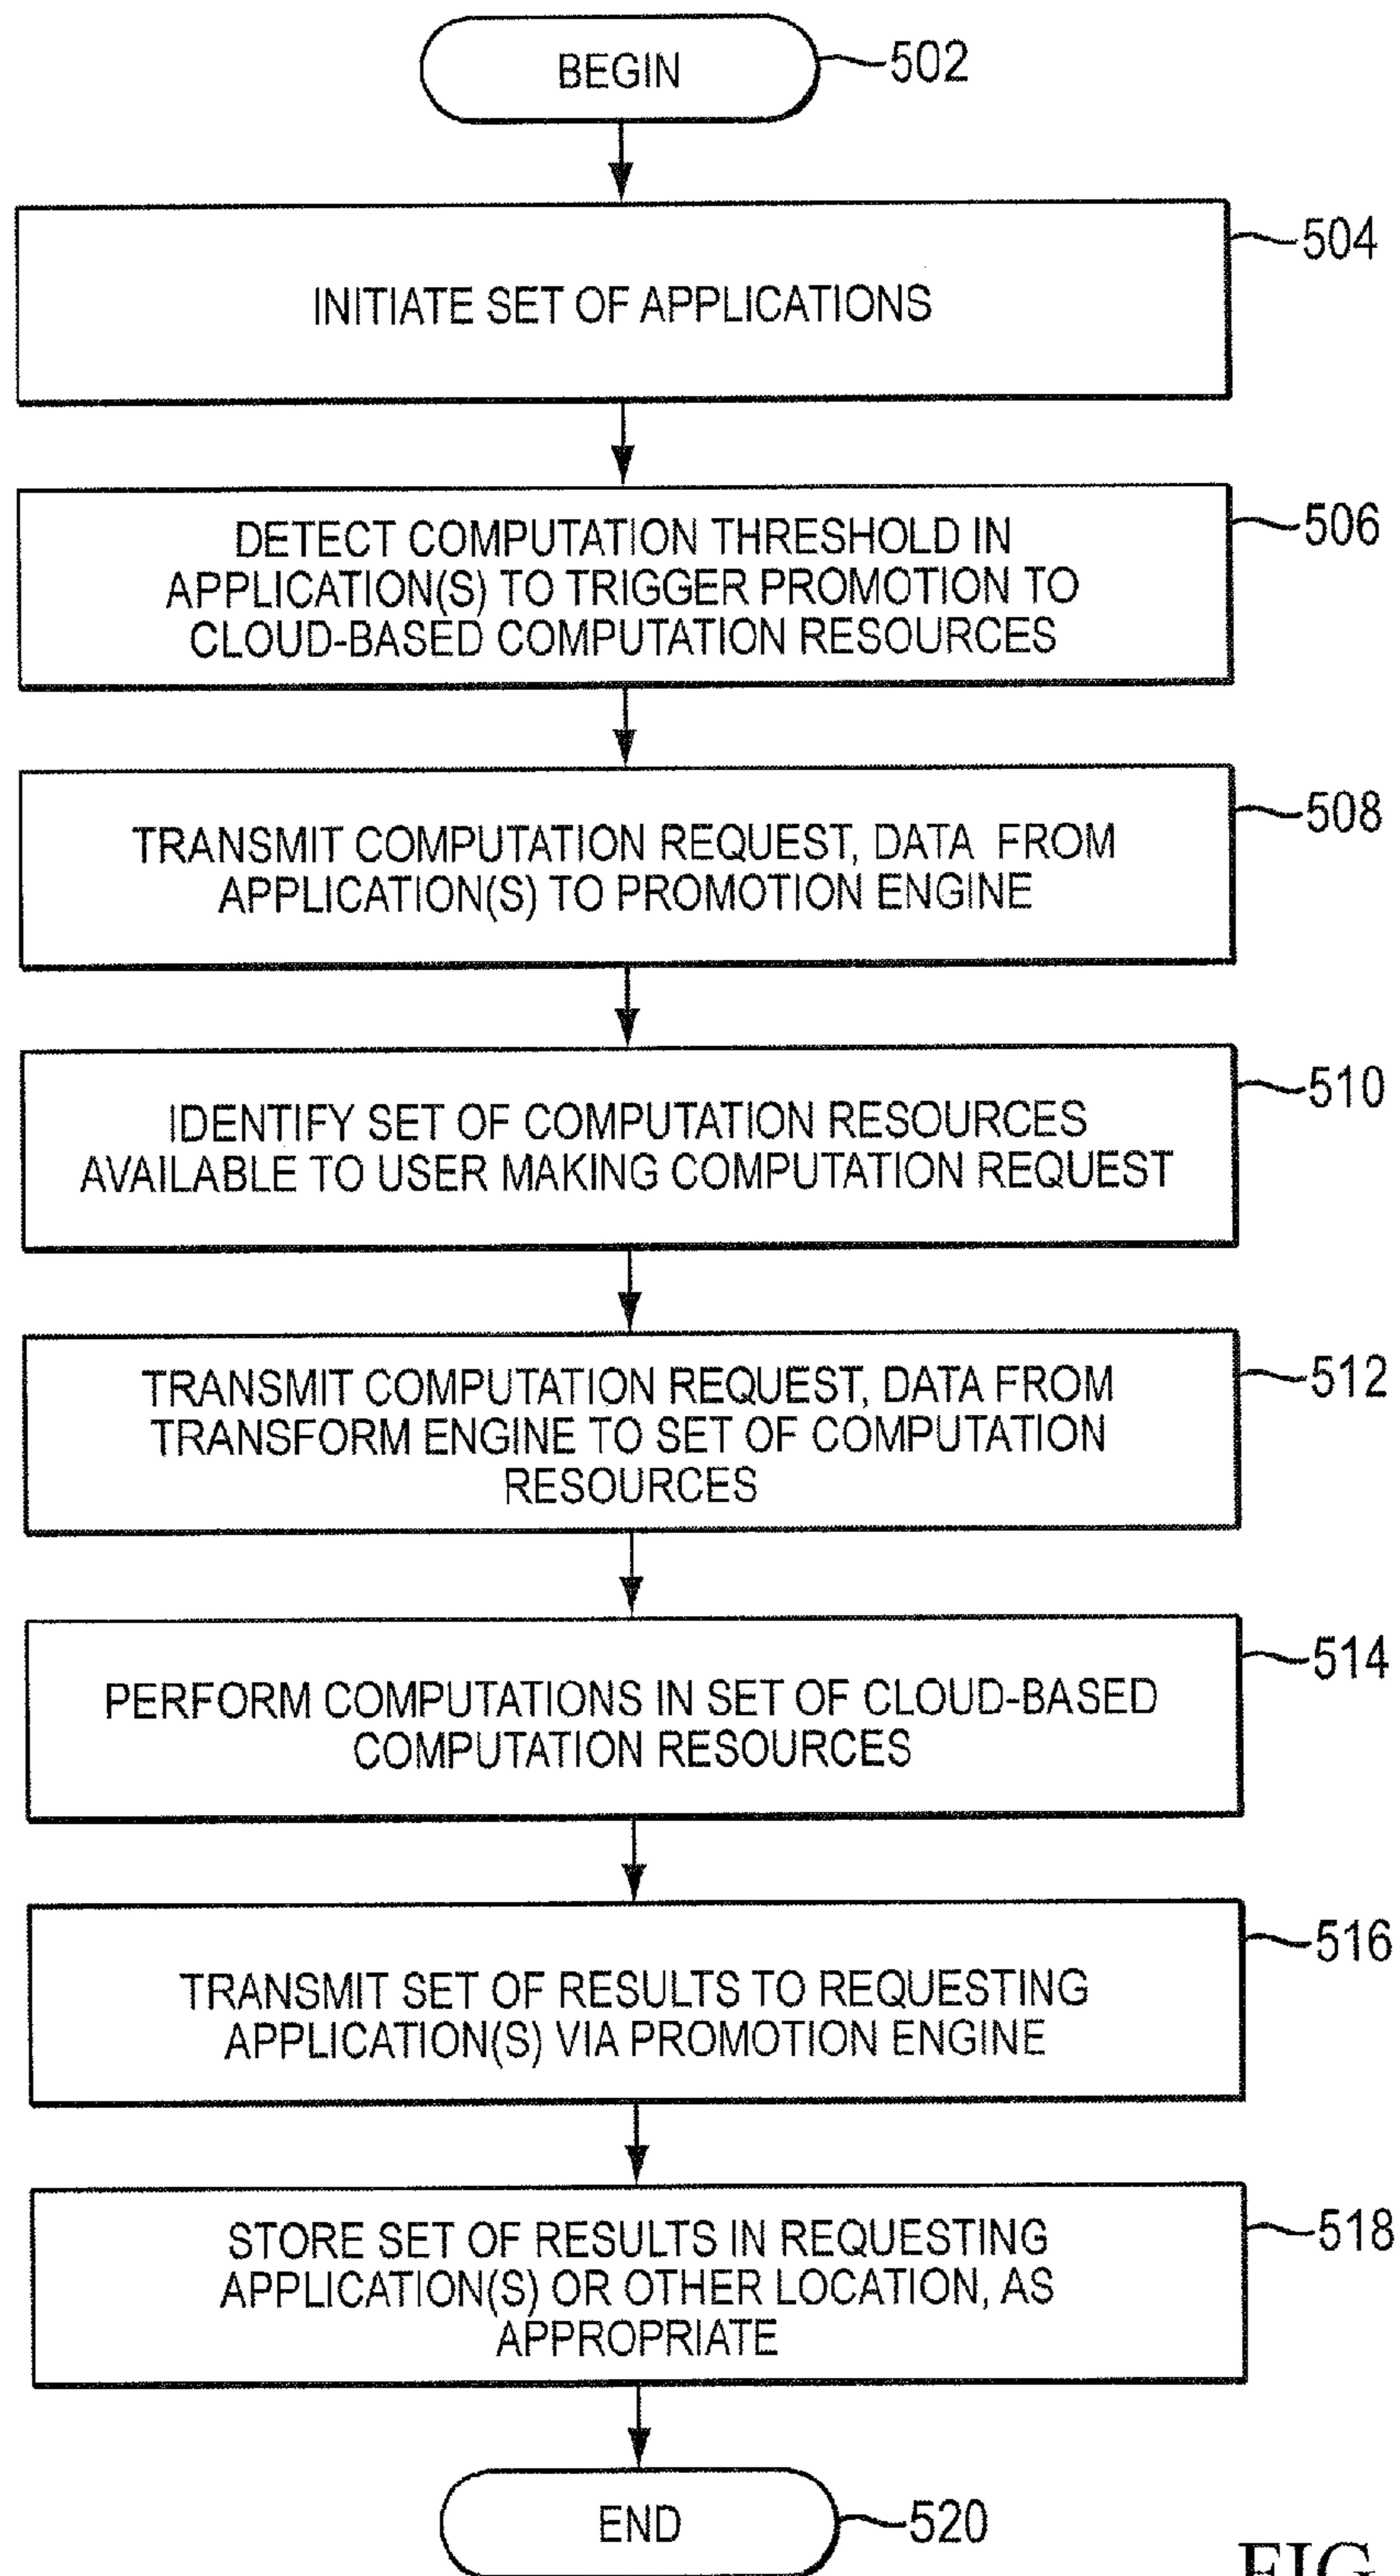 BEGIN
502
INITIATE SET OF APPLICATIONS
504
DETECT COMPUTATION THRESHOLD IN
APPLICATION(S) TO TRIGGER PROMOTION TO
CLOUD-BASED COMPUTATION RESOURCES
506
TRANSMIT COMPUTATION REQUEST, DATA FROM
APPLICATION(S) TO PROMOTION ENGINE
508
IDENTIFY SET OF COMPUTATION RESOURCES
AVAILABLE TO USER MAKING COMPUTATION REQUEST
510
TRANSMIT COMPUTATION REQUEST, DATA FROM
TRANSFORM ENGINE TO SET OF COMPUTATION
RESOURCES
512
PERFORM COMPUTATIONS IN SET OF CLOUD-BASED
COMPUTATION RESOURCES
514
TRANSMIT SET OF RESULTS TO REQUESTING
APPLICATION(S) VIA PROMOTION ENGINE
516
STORE SET OF RESULTS IN REQUESTING
APPLICATION(S) OR OTHER LOCATION, AS
APPROPRIATE
518
END
520